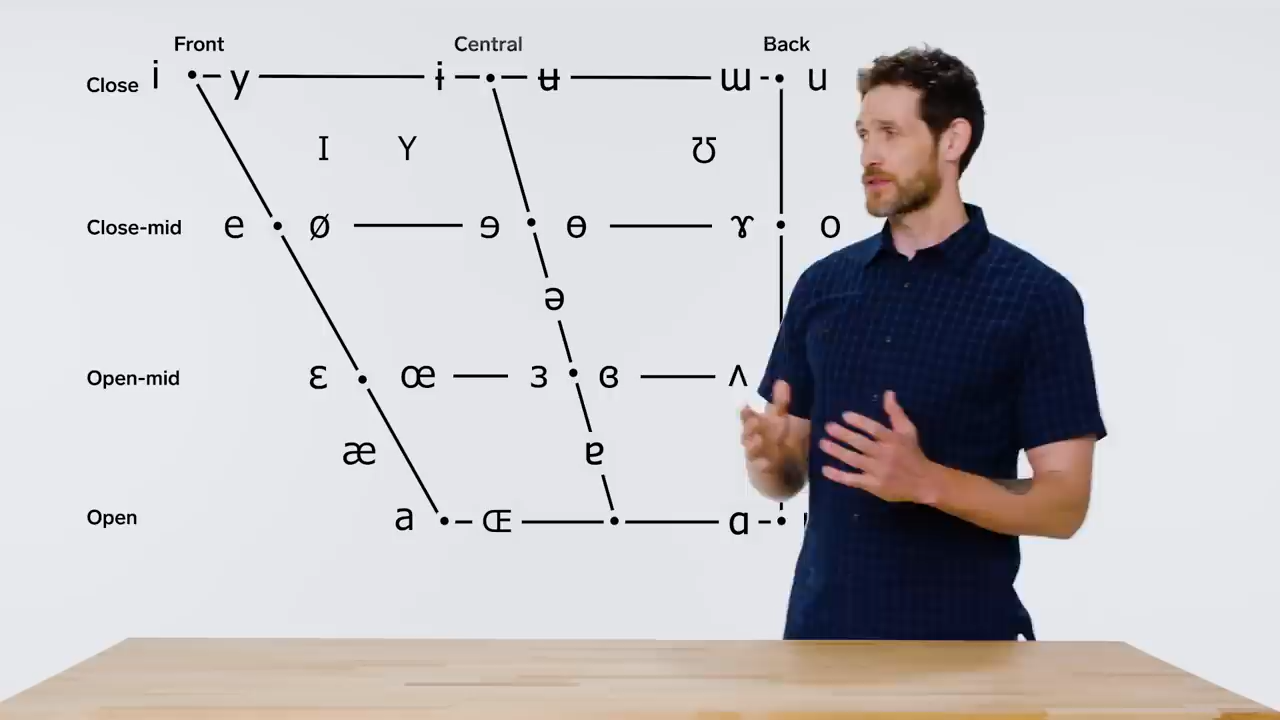 Front Central Back
Close i y ɨ ʉ ɯ u
I Y Ʊ
Close-mid e ø ɘ ɵ ɤ o
ə
Open-mid ɛ œ ɜ ɞ ʌ
æ ɐ
Open a Œ ɑ